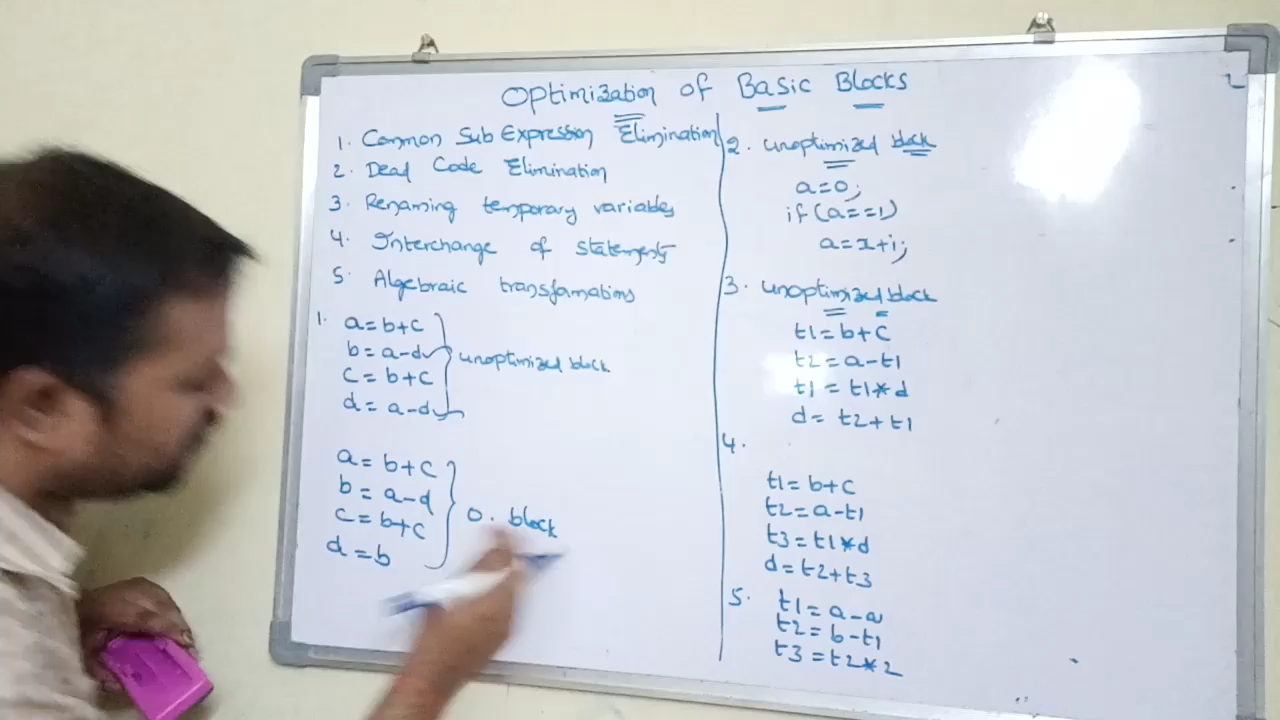 Optimization of Basic Blocks
1. Common Sub Expression Elimination
2. Dead Code Elimination
3. Renaming temporary variables
4. Interchange of statements
5. Algebraic transformations
1. a=b+c
b=a-d
c=b+c
d=a-d
unoptimized block
a=b+c
b=a-d
c=b+c
d=b
O. block
2. unoptimized block
a=0;
if(a==1)
a=x+1;
3. unoptimized block
t1=b+c
t2=a-t1
t1=t1*d
d=t2+t1
4.
t1=b+c
t2=a-t1
t3=t1*d
d=t2+t3
5. t1=a-a
t2=b-t1
t3=t2*2